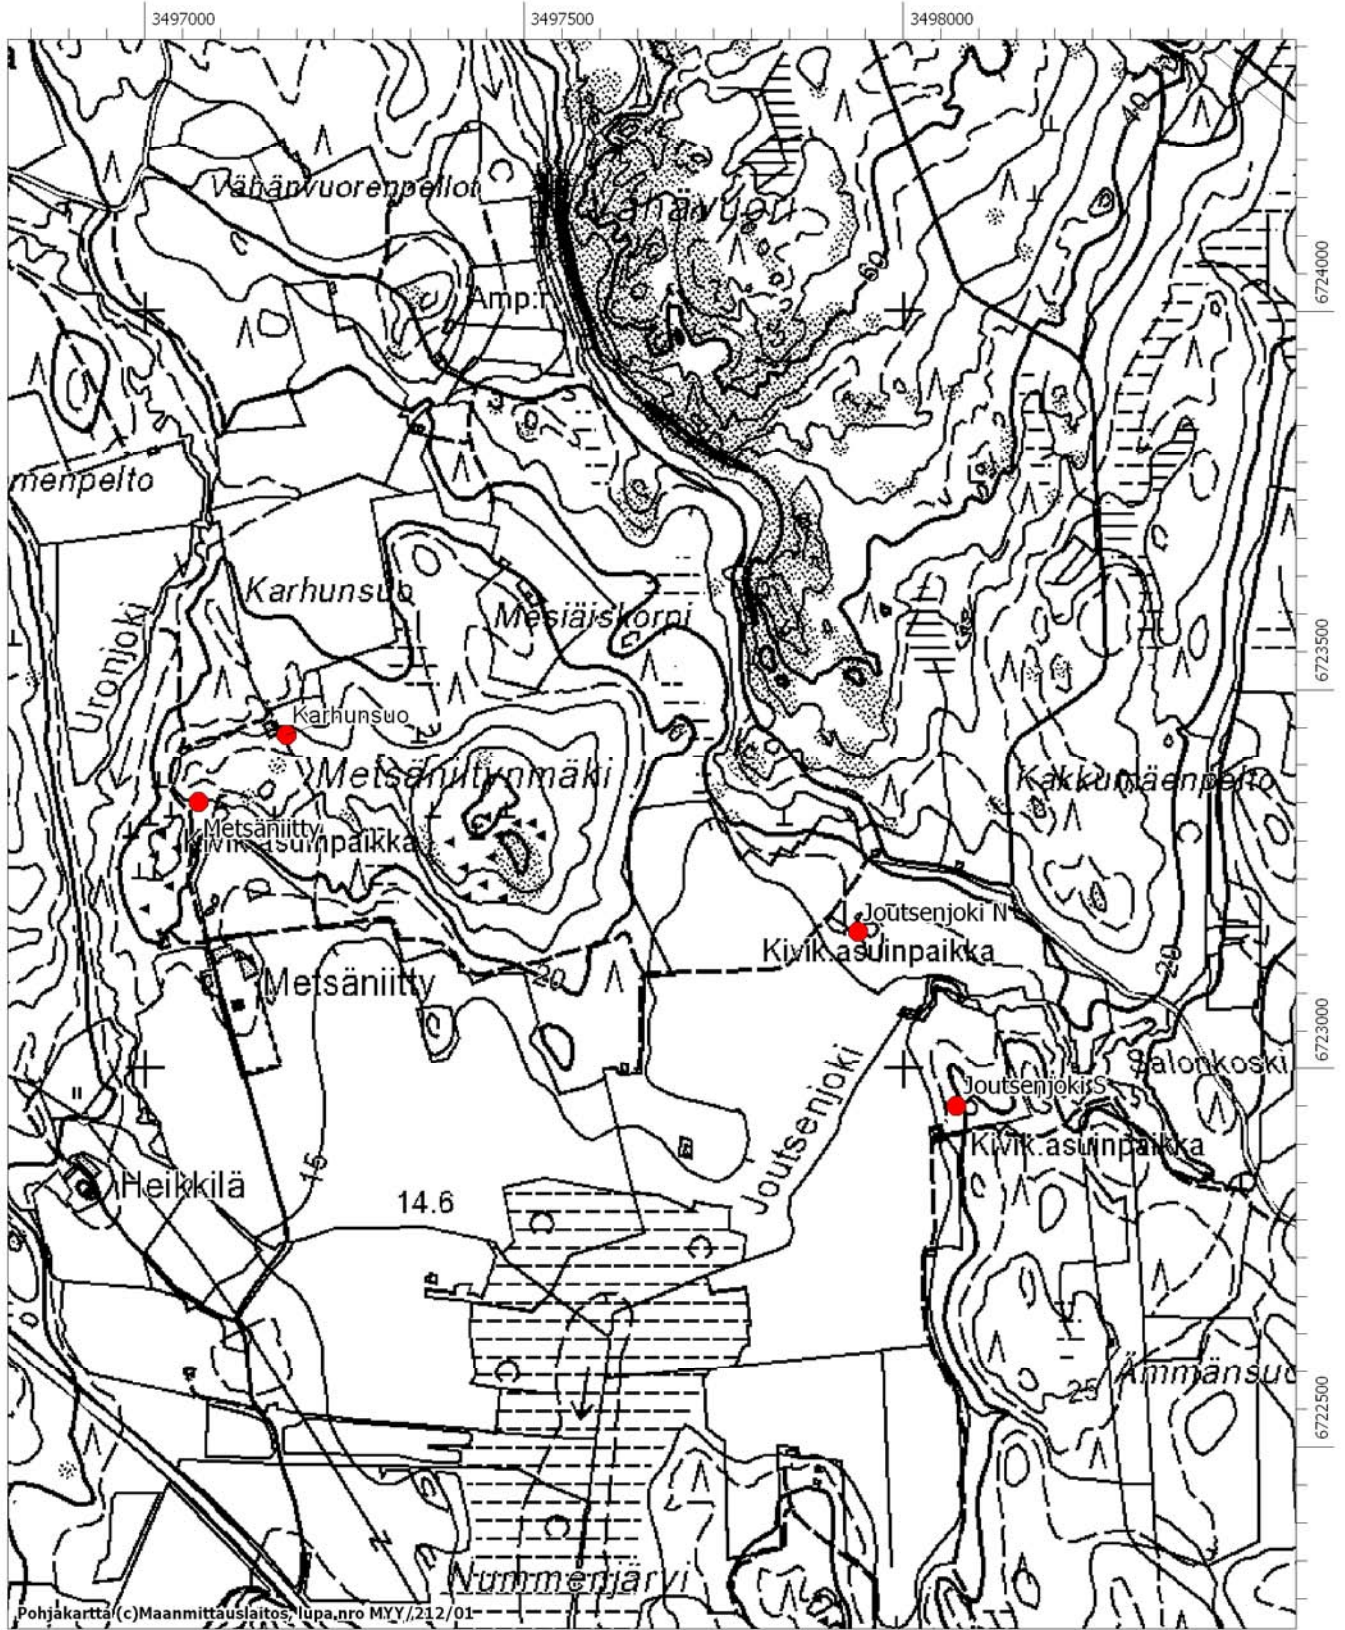 3497000
3497500
3498000
Vähänvuorenpellot
Vähävuori
40
60
6724000
Amp.r
menpelto
Karhunsuo
Mesiäiskorpi
6723500
Uronjoki
Karhunsuo
Metsäniitynmäki
Kakkumäenpelto
Metsäniitty
Kivik.asuinpaikka
Joutsenjoki N
Kivik.asuinpaikka
20
20
Metsäniitty
6723000
Salonkoski
Joutsenjoki
Joutsenjoki S
Kivik.asuinpaikka
15
Heikkilä
14.6
Ämmänsuo
25
6722500
Nummenjärvi
Pohjakartta (c)Maanmittauslaitos, lupa.nro MYY/212/01